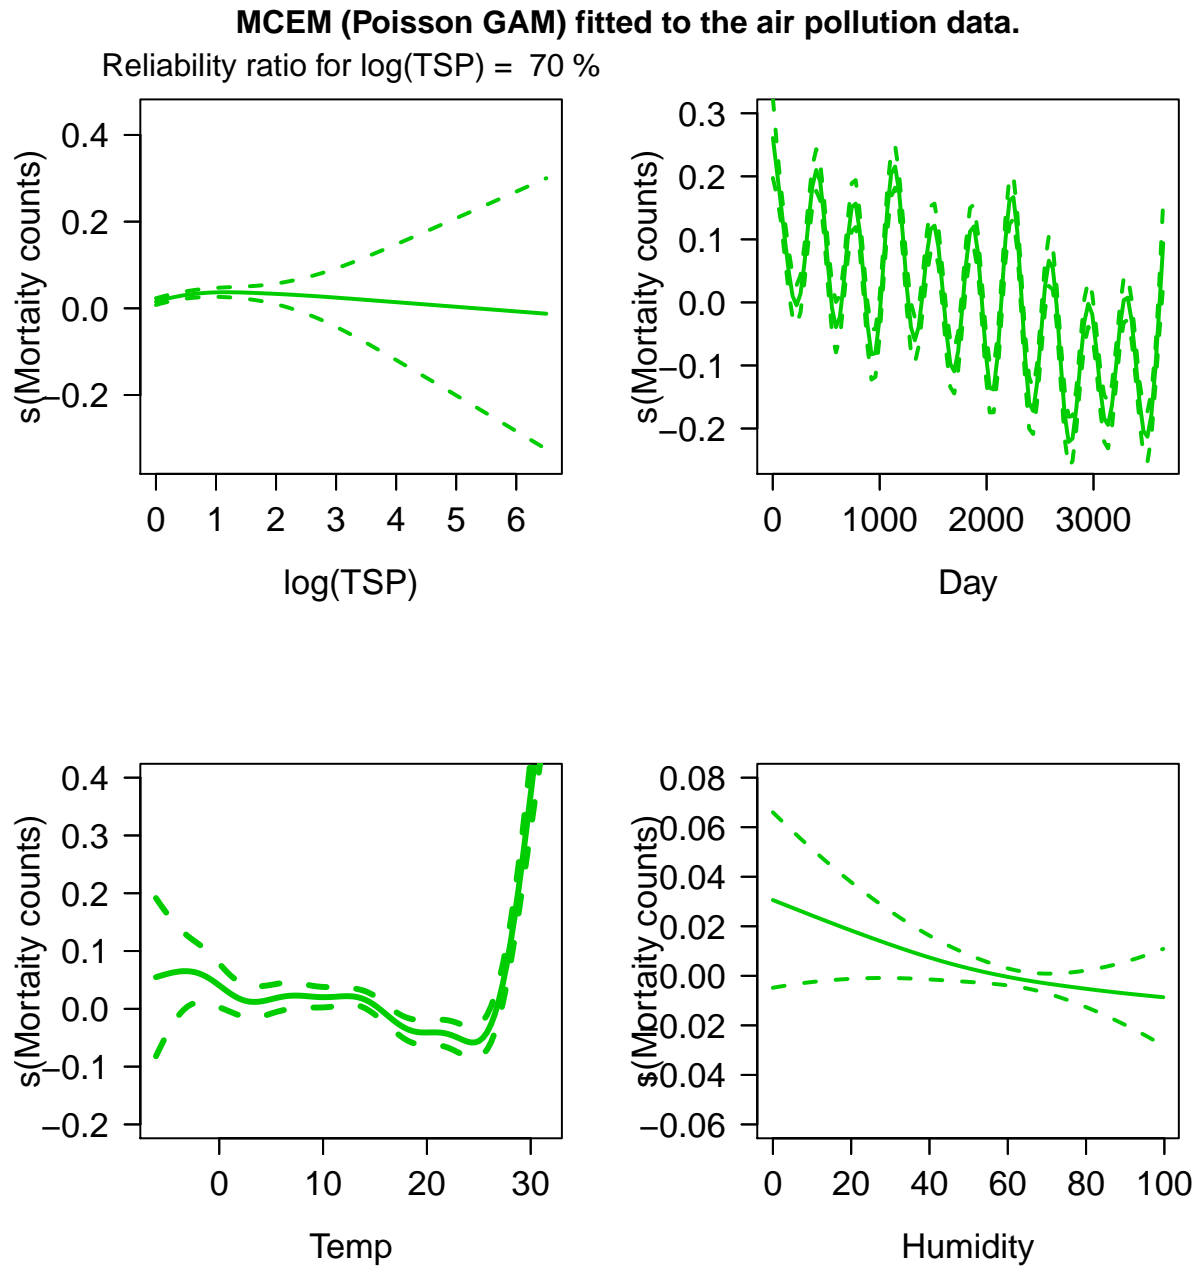 MCEM (Poisson GAM) fitted to the air pollution data.
Reliability ratio for log(TSP) = 70 %
s(Mortaity counts)
0.4
0.2
0.0
−0.2
0 1 2 3 4 5 6
log(TSP)
s(Mortaity counts)
0.3
0.2
0.1
0.0
−0.1
−0.2
0 1000 2000 3000
Day
s(Mortaity counts)
0.4
0.3
0.2
0.1
0.0
−0.1
−0.2
0 10 20 30
Temp
s(Mortaity counts)
0.08
0.06
0.04
0.02
0.00
−0.02
−0.04
−0.06
0 20 40 60 80 100
Humidity